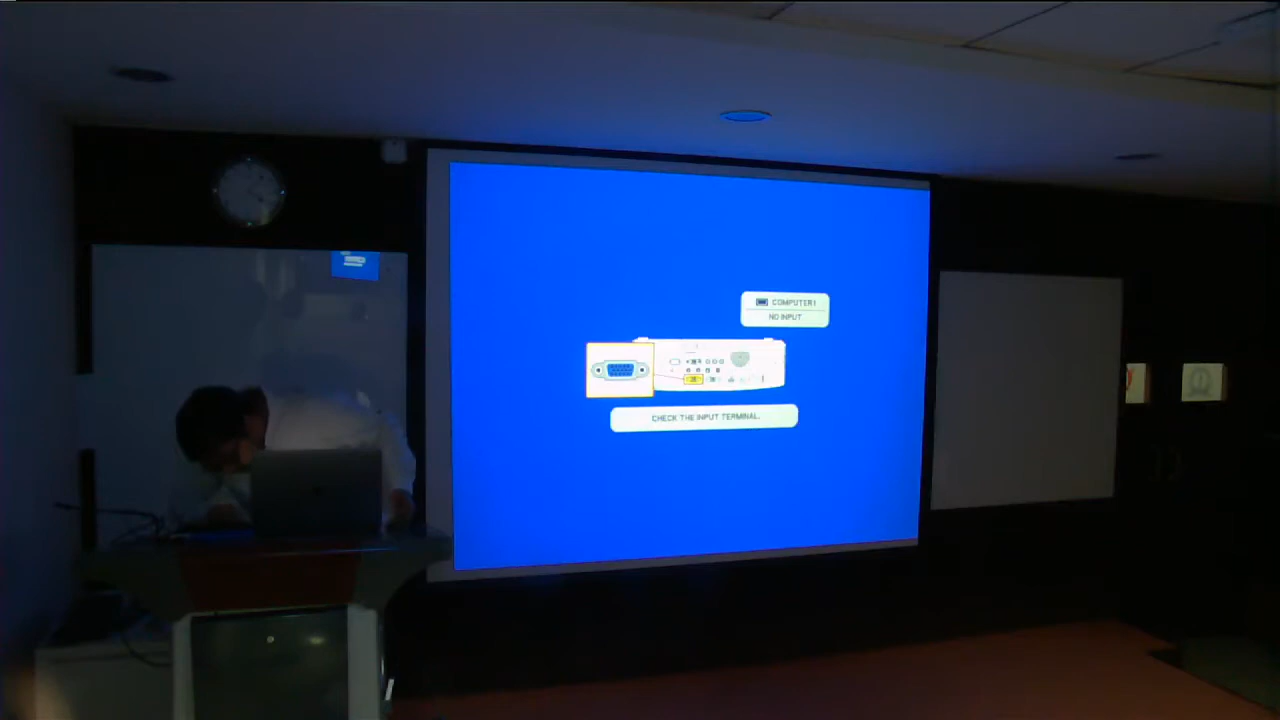 COMPUTER1
NO INPUT
CHECK THE INPUT TERMINAL.